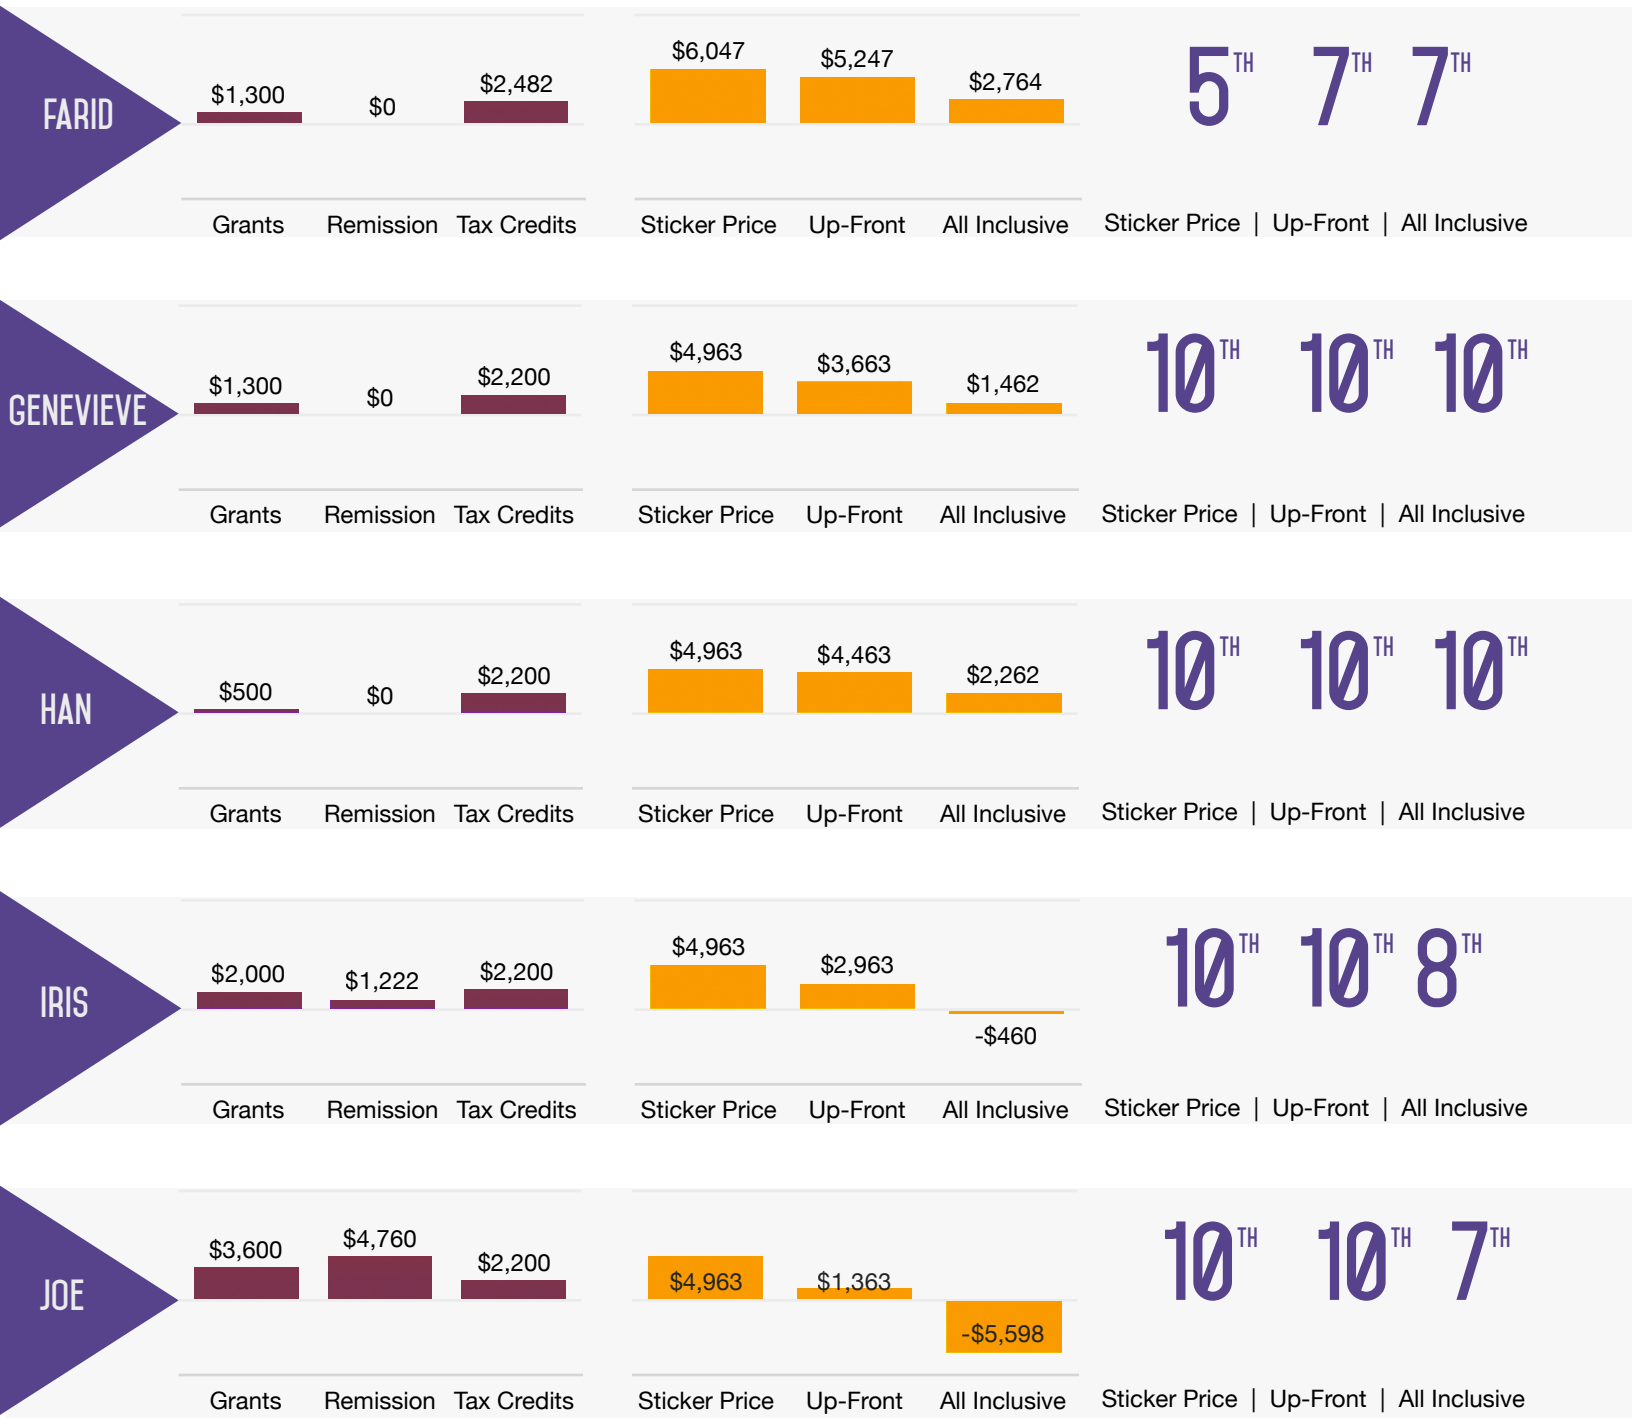 FARID
$1,300 $0 $2,482
Grants Remission Tax Credits
$6,047 $5,247 $2,764
Sticker Price Up-Front All Inclusive
5TH 7TH 7TH
Sticker Price | Up-Front | All Inclusive
GENEVIEVE
$1,300 $0 $2,200
Grants Remission Tax Credits
$4,963 $3,663 $1,462
Sticker Price Up-Front All Inclusive
10TH 10TH 10TH
Sticker Price | Up-Front | All Inclusive
HAN
$500 $0 $2,200
Grants Remission Tax Credits
$4,963 $4,463 $2,262
Sticker Price Up-Front All Inclusive
10TH 10TH 10TH
Sticker Price | Up-Front | All Inclusive
IRIS
$2,000 $1,222 $2,200
Grants Remission Tax Credits
$4,963 $2,963 -$460
Sticker Price Up-Front All Inclusive
10TH 10TH 8TH
Sticker Price | Up-Front | All Inclusive
JOE
$3,600 $4,760 $2,200
Grants Remission Tax Credits
$4,963 $1,363 -$5,598
Sticker Price Up-Front All Inclusive
10TH 10TH 7TH
Sticker Price | Up-Front | All Inclusive